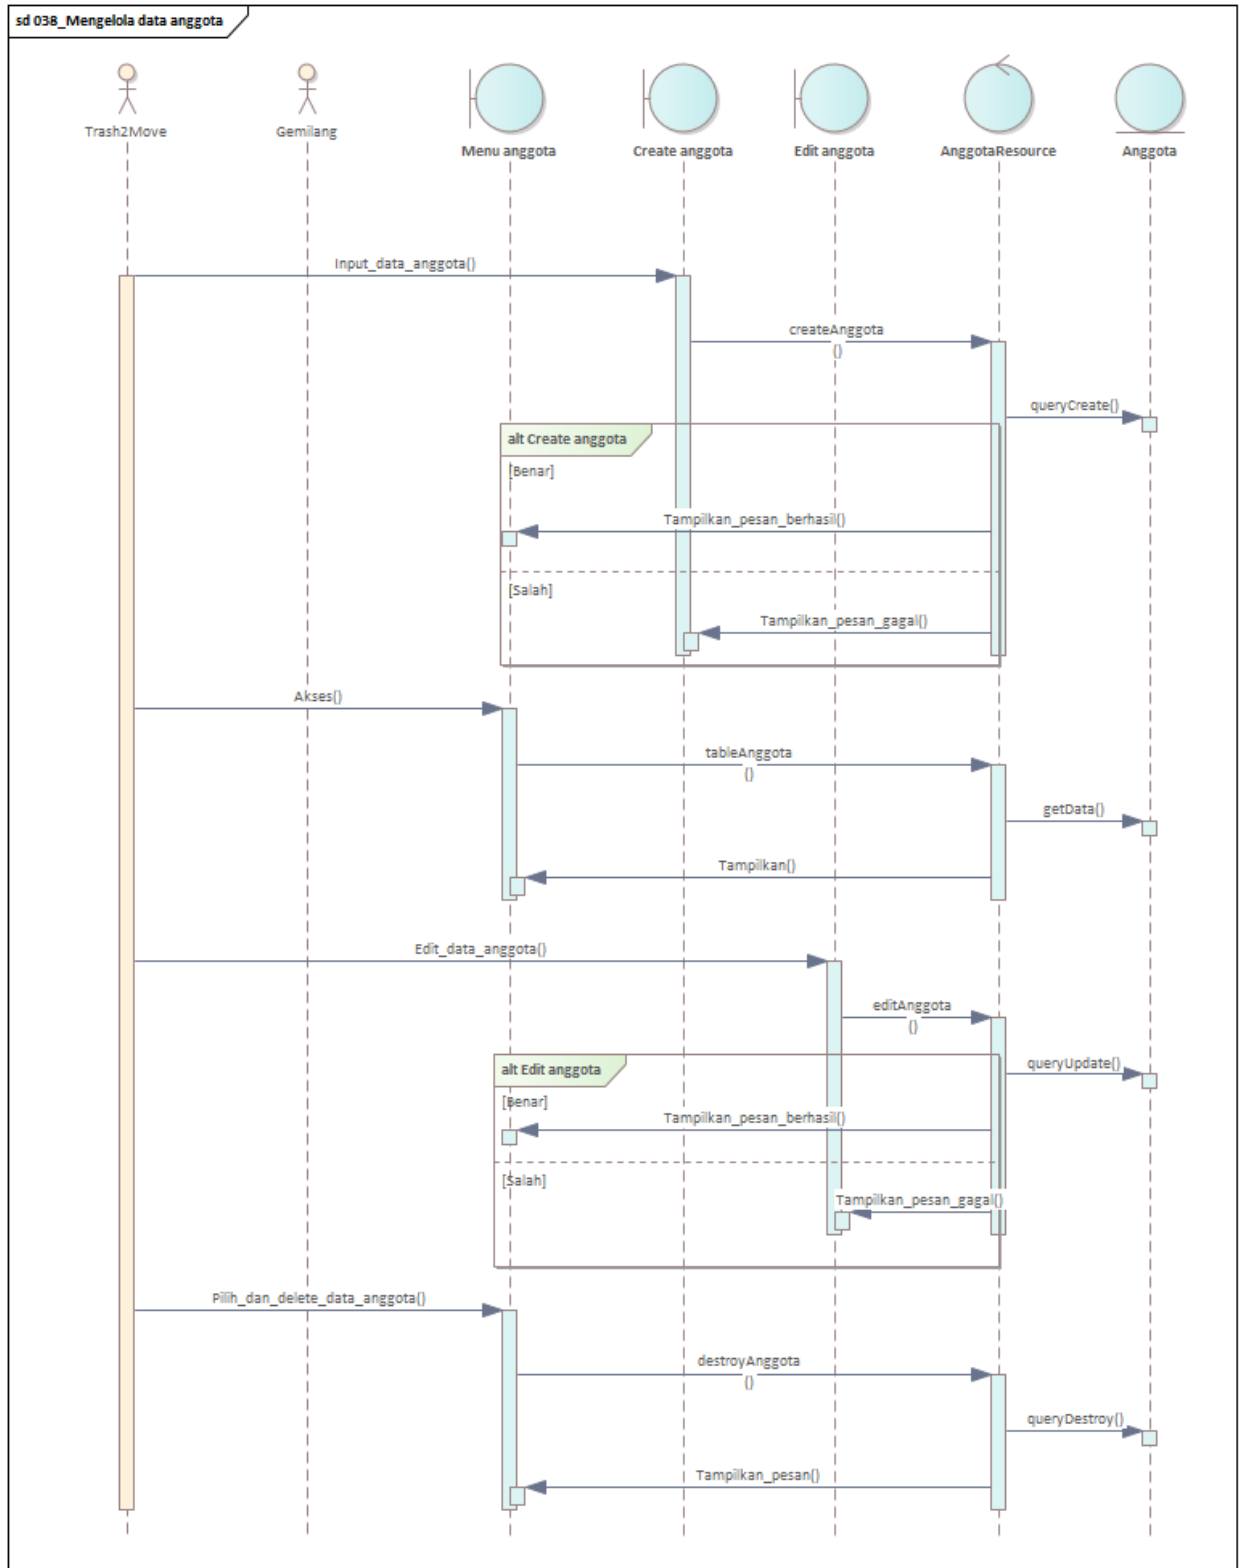 sd 038_Mengelola data anggota
Trash2Move
Gemilang
Menu anggota
Create anggota
Edit anggota
AnggotaResource
Anggota
Input_data_anggota()
createAnggota
()
queryCreate()
alt Create anggota
[Benar]
Tampilkan_pesan_berhasil()
[Salah]
Tampilkan_pesan_gagal()
Akses()
tableAnggota
()
getData()
Tampilkan()
Edit_data_anggota()
editAnggota
()
alt Edit anggota
queryUpdate()
[Benar]
Tampilkan_pesan_berhasil()
[Salah]
Tampilkan_pesan_gagal()
Pilih_dan_delete_data_anggota()
destroyAnggota
()
queryDestroy()
Tampilkan_pesan()